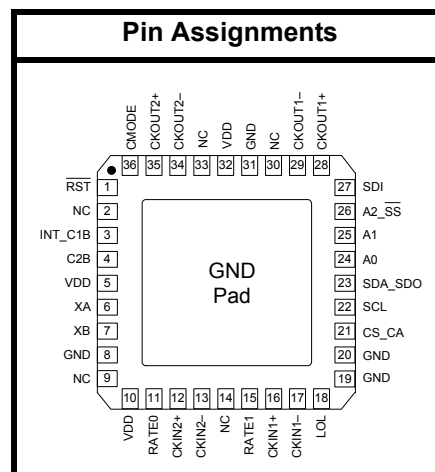 Pin Assignments
CMODE
CKOUT2+
CKOUT2–
NC
VDD
GND
NC
CKOUT1–
CKOUT1+
36 35 34 33 32 31 30 29 28
RST 1
NC 2
INT_C1B 3
C2B 4
VDD 5
XA 6
XB 7
GND 8
NC 9
GND
Pad
27 SDI
26 A2_SS
25 A1
24 A0
23 SDA_SDO
22 SCL
21 CS_CA
20 GND
19 GND
10 11 12 13 14 15 16 17 18
VDD
RATE0
CKIN2+
CKIN2–
NC
RATE1
CKIN1+
CKIN1–
LOL